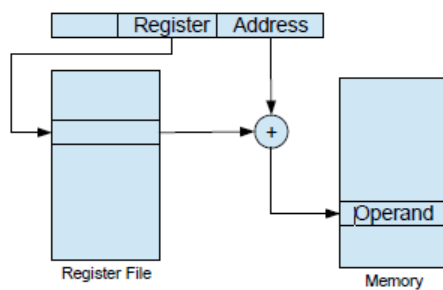 Register Address
+
Operand
Register File
Memory